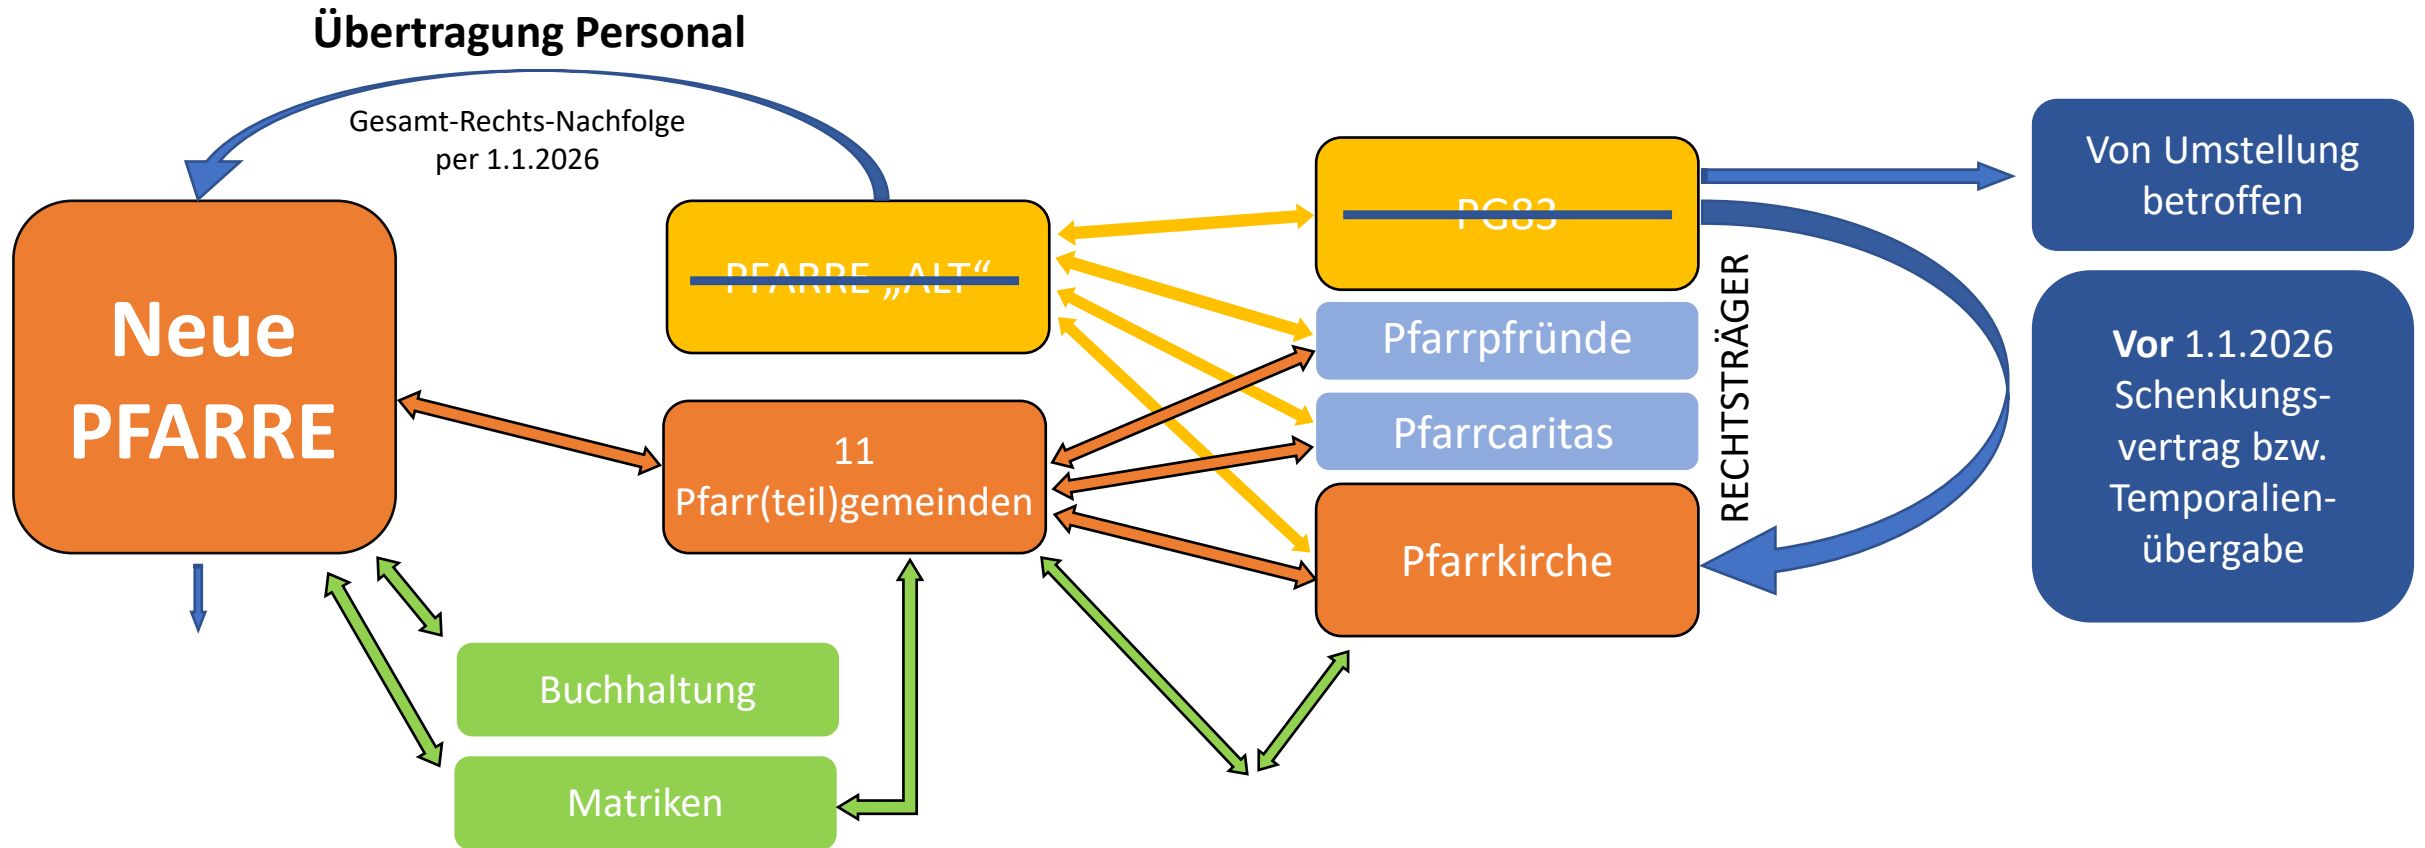 Übertragung Personal
Gesamt-Rechts-Nachfolge
per 1.1.2026
Neue
PFARRE
PFARRE „ALT“
11
Pfarr(teil)gemeinden
PG83
Pfarrpfründe
Pfarrcaritas
Pfarrkirche
RECHTSTRÄGER
Von Umstellung
betroffen
Vor 1.1.2026
Schenkungs-
vertrag bzw.
Temporalien-
übergabe
Buchhaltung
Matriken